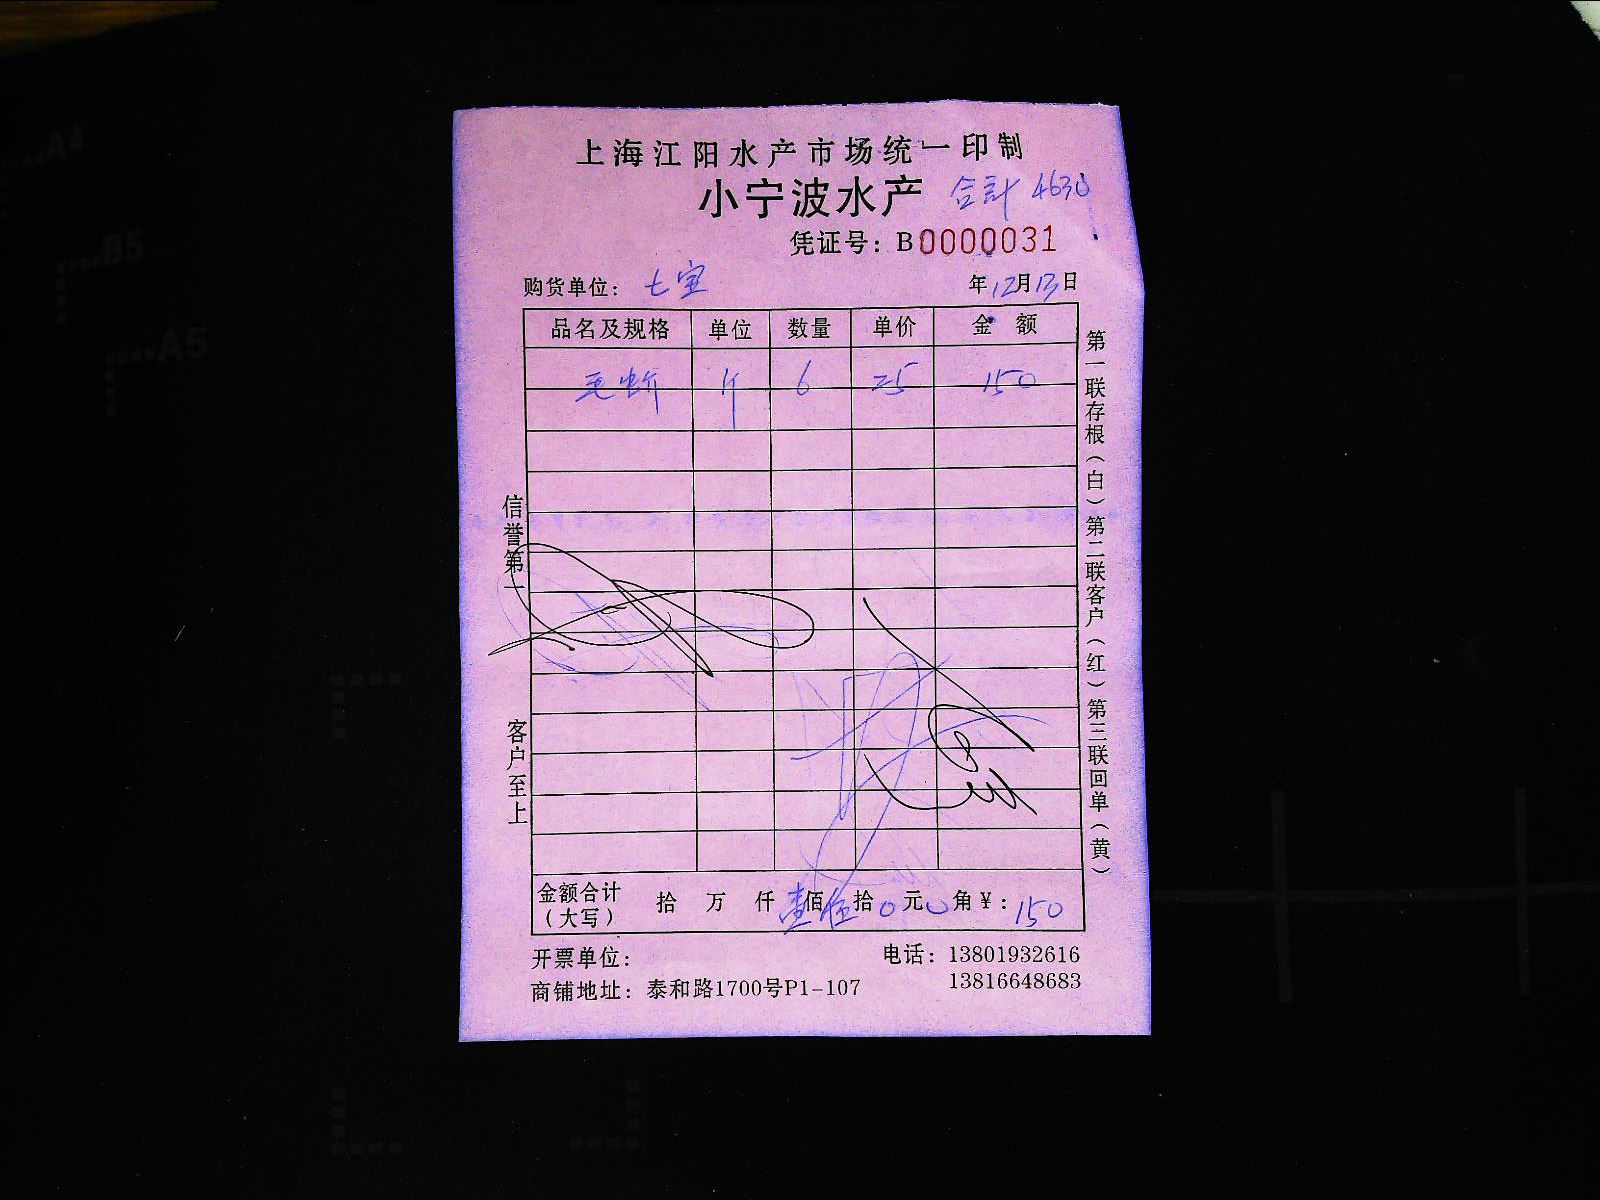 上海江阳水产市场统一印制
小宁波水产 合計 4630
凭证号：B0000031
购货单位：七宝 年12月13日
品名及规格 单位 数量 单价 金额
毛蚶 斤 6 25 150
信誉第一 客户至上
第一联存根（白）第二联客户（红）第三联回单（黄）
金额合计（大写） 拾 万 仟 壹佰伍拾0元0角¥：150
开票单位： 电话：13801932616
商铺地址：泰和路1700号P1-107 13816648683
A4
B5
A5